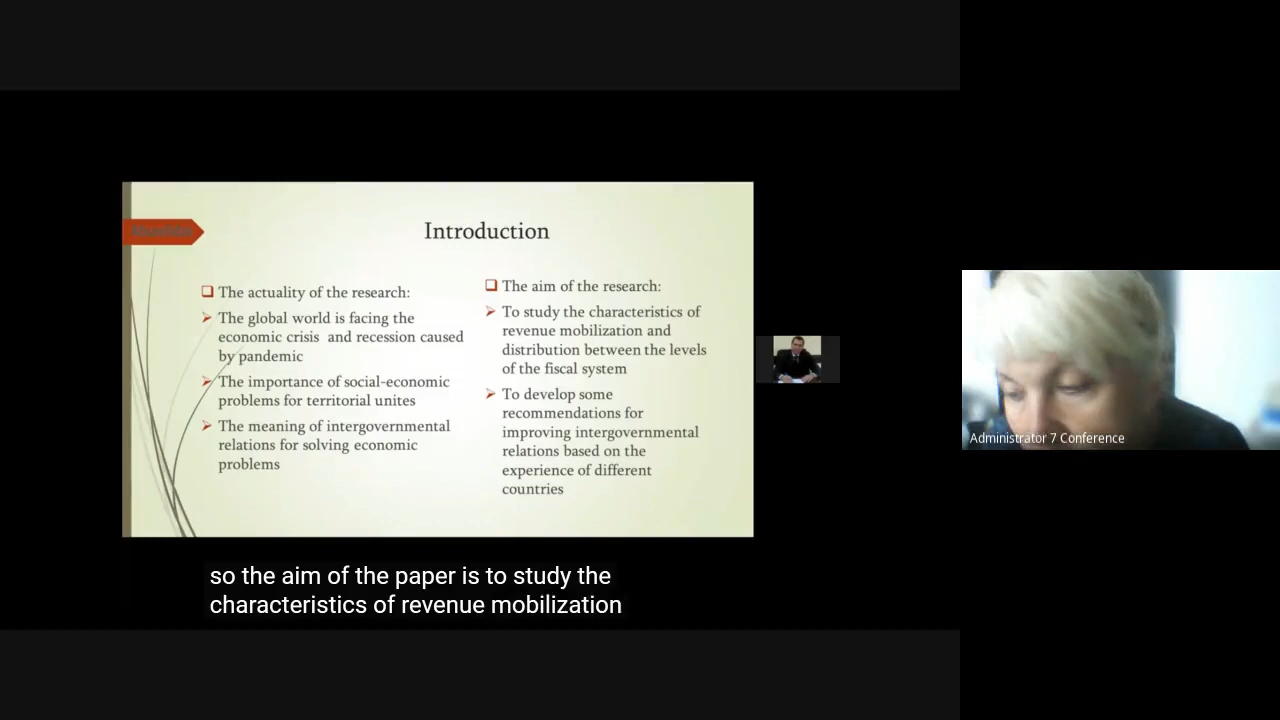 Introduction
The actuality of the research:
The global world is facing the
economic crisis and recession caused
by pandemic
The importance of social-economic
problems for territorial unites
The meaning of intergovernmental
relations for solving economic
problems
The aim of the research:
To study the characteristics of
revenue mobilization and
distribution between the levels
of the fiscal system
To develop some
recommendations for
improving intergovernmental
relations based on the
experience of different
countries
so the aim of the paper is to study the
characteristics of revenue mobilization
Administrator 7 Conference